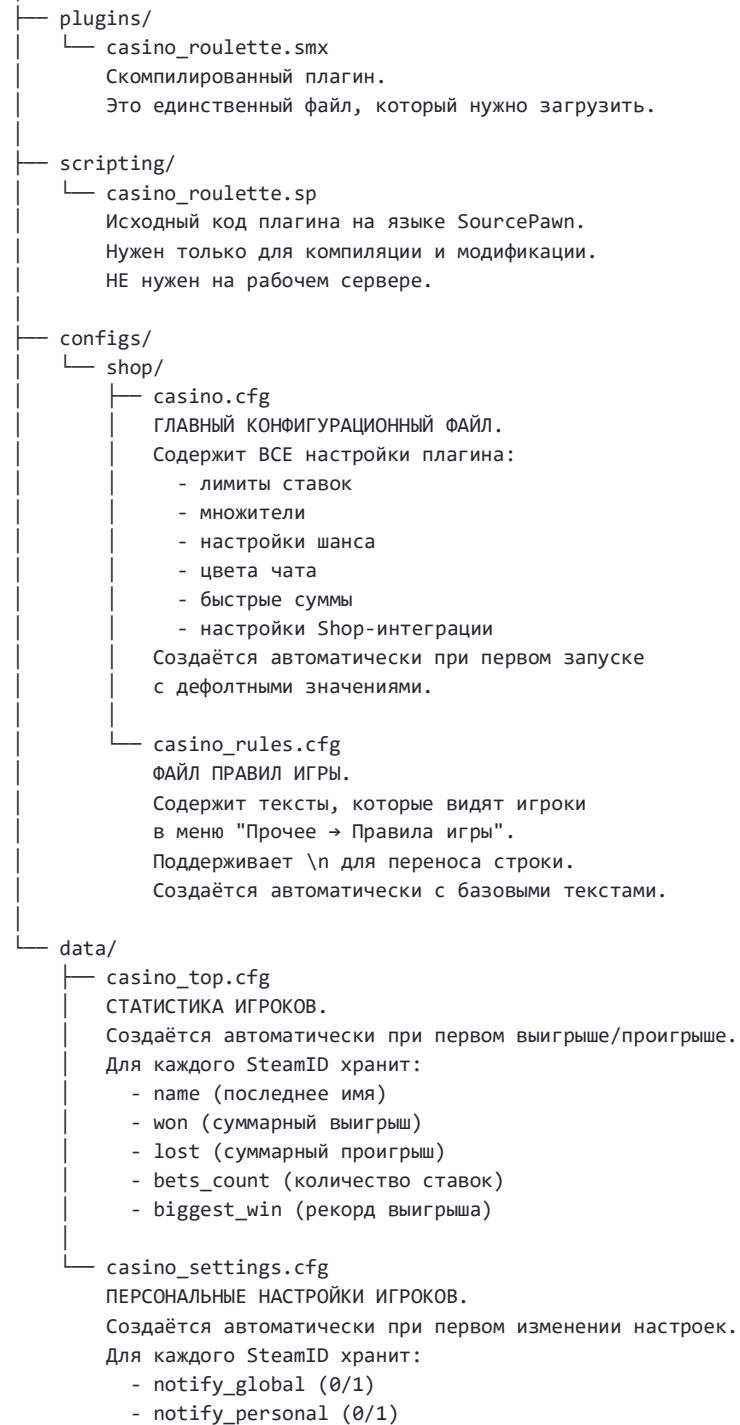 ├── plugins/
│   └── casino_roulette.smx
│       Скомпилированный плагин.
│       Это единственный файл, который нужно загрузить.
│
├── scripting/
│   └── casino_roulette.sp
│       Исходный код плагина на языке SourcePawn.
│       Нужен только для компиляции и модификации.
│       НЕ нужен на рабочем сервере.
│
├── configs/
│   └── shop/
│       ├── casino.cfg
│       │   ГЛАВНЫЙ КОНФИГУРАЦИОННЫЙ ФАЙЛ.
│       │   Содержит ВСЕ настройки плагина:
│       │     - лимиты ставок
│       │     - множители
│       │     - настройки шанса
│       │     - цвета чата
│       │     - быстрые суммы
│       │     - настройки Shop-интеграции
│       │   Создаётся автоматически при первом запуске
│       │   с дефолтными значениями.
│       │
│       └── casino_rules.cfg
│           ФАЙЛ ПРАВИЛ ИГРЫ.
│           Содержит тексты, которые видят игроки
│           в меню "Прочее → Правила игры".
│           Поддерживает \n для переноса строки.
│           Создаётся автоматически с базовыми текстами.
│
└── data/
    ├── casino_top.cfg
    │   СТАТИСТИКА ИГРОКОВ.
    │   Создаётся автоматически при первом выигрыше/проигрыше.
    │   Для каждого SteamID хранит:
    │     - name (последнее имя)
    │     - won (суммарный выигрыш)
    │     - lost (суммарный проигрыш)
    │     - bets_count (количество ставок)
    │     - biggest_win (рекорд выигрыша)
    │
    └── casino_settings.cfg
        ПЕРСОНАЛЬНЫЕ НАСТРОЙКИ ИГРОКОВ.
        Создаётся автоматически при первом изменении настроек.
        Для каждого SteamID хранит:
          - notify_global (0/1)
          - notify_personal (0/1)